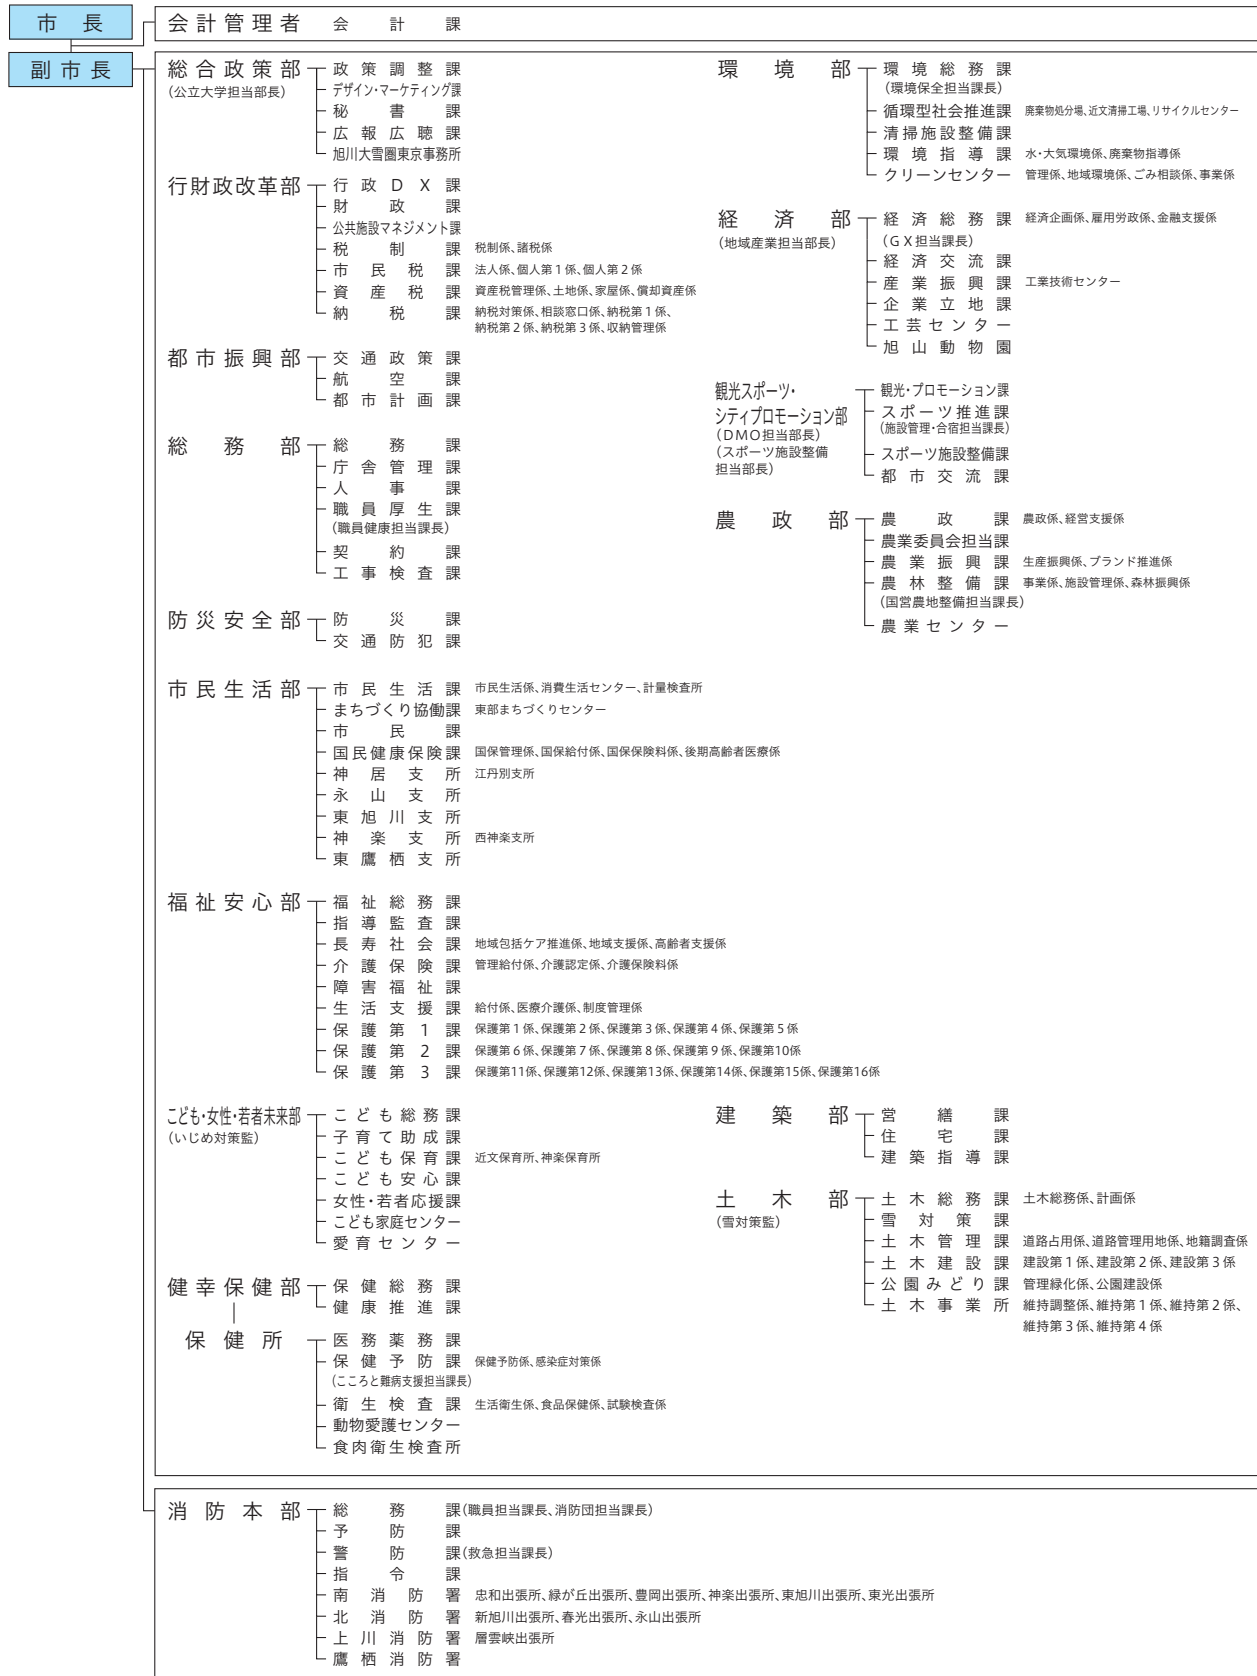 市長
会計管理者 会計課
副市長
総合政策部 政策調整課
(公立大学担当部長) デザイン・マーケティング課
秘書課
広報広聴課
旭川大雪圏東京事務所
行財政改革部 行政DX課
財政課
公共施設マネジメント課
税制課 税制係、諸税係
市民税課 法人係、個人第1係、個人第2係
資産税課 資産税管理係、土地係、家屋係、償却資産係
納税課 納税対策係、相談窓口係、納税第1係、
納税第2係、納税第3係、収納管理係
都市振興部 交通政策課
航空課
都市計画課
総務部 総務課
庁舎管理課
人事課
職員厚生課
(職員健康担当課長)
契約課
工事検査課
防災安全部 防災課
交通防犯課
市民生活部 市民生活課 市民生活係、消費生活センター、計量検査所
まちづくり協働課 東部まちづくりセンター
市民課
国民健康保険課 国保管理係、国保給付係、国保保険料係、後期高齢者医療係
神居支所 江丹別支所
永山支所
東旭川支所
神楽支所 西神楽支所
東鷹栖支所
福祉安心部 福祉総務課
指導監査課
長寿社会課 地域包括ケア推進係、地域支援係、高齢者支援係
介護保険課 管理給付係、介護認定係、介護保険料係
障害福祉課
生活支援課 給付係、医療介護係、制度管理係
保護第1課 保護第1係、保護第2係、保護第3係、保護第4係、保護第5係
保護第2課 保護第6係、保護第7係、保護第8係、保護第9係、保護第10係
保護第3課 保護第11係、保護第12係、保護第13係、保護第14係、保護第15係、保護第16係
こども・女性・若者未来部 こども総務課
(いじめ対策監) 子育て助成課
こども保育課 近文保育所、神楽保育所
こども安心課
女性・若者応援課
こども家庭センター
愛育センター
健幸保健部 保健総務課
健康推進課
保健所 医務薬務課
保健予防課 保健予防係、感染症対策係
(こころと難病支援担当課長)
衛生検査課 生活衛生係、食品保健係、試験検査係
動物愛護センター
食肉衛生検査所
環境部 環境総務課
(環境保全担当課長)
循環型社会推進課 廃棄物処分場、近文清掃工場、リサイクルセンター
清掃施設整備課
環境指導課 水・大気環境係、廃棄物指導係
クリーンセンター 管理係、地域環境係、ごみ相談係、事業係
経済部 経済総務課 経済企画係、雇用労政係、金融支援係
(地域産業担当部長) (GX担当課長)
経済交流課
産業振興課 工業技術センター
企業立地課
工芸センター
旭山動物園
観光スポーツ・ 観光・プロモーション課
シティプロモーション部 スポーツ推進課
(DMO担当部長) (施設管理・合宿担当課長)
(スポーツ施設整備 スポーツ施設整備課
担当部長) 都市交流課
農政部 農政課 農政係、経営支援係
農業委員会担当課
農業振興課 生産振興係、ブランド推進係
農林整備課 事業係、施設管理係、森林振興係
(国営農地整備担当課長)
農業センター
建築部 営繕課
住宅課
建築指導課
土木部 土木総務課 土木総務係、計画係
(雪対策監) 雪対策課
土木管理課 道路占用係、道路管理用地係、地籍調査係
土木建設課 建設第1係、建設第2係、建設第3係
公園みどり課 管理緑化係、公園建設係
土木事業所 維持調整係、維持第1係、維持第2係、
維持第3係、維持第4係
消防本部 総務課(職員担当課長、消防団担当課長)
予防課
警防課(救急担当課長)
指令課
南消防署 忠和出張所、緑が丘出張所、豊岡出張所、神楽出張所、東旭川出張所、東光出張所
北消防署 新旭川出張所、春光出張所、永山出張所
上川消防署 層雲峡出張所
鷹栖消防署